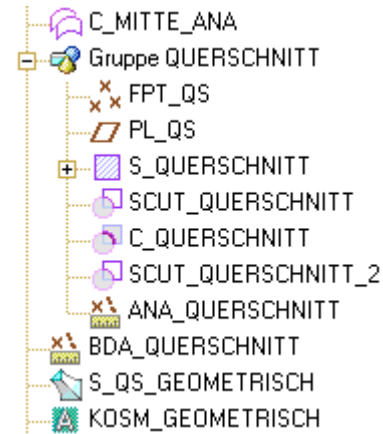 C_MITTE_ANA
Gruppe QUERSCHNITT
FPT_QS
PL_QS
S_QUERSCHNITT
SCUT_QUERSCHNITT
C_QUERSCHNITT
SCUT_QUERSCHNITT_2
ANA_QUERSCHNITT
BDA_QUERSCHNITT
S_QS_GEOMETRISCH
KOSM_GEOMETRISCH